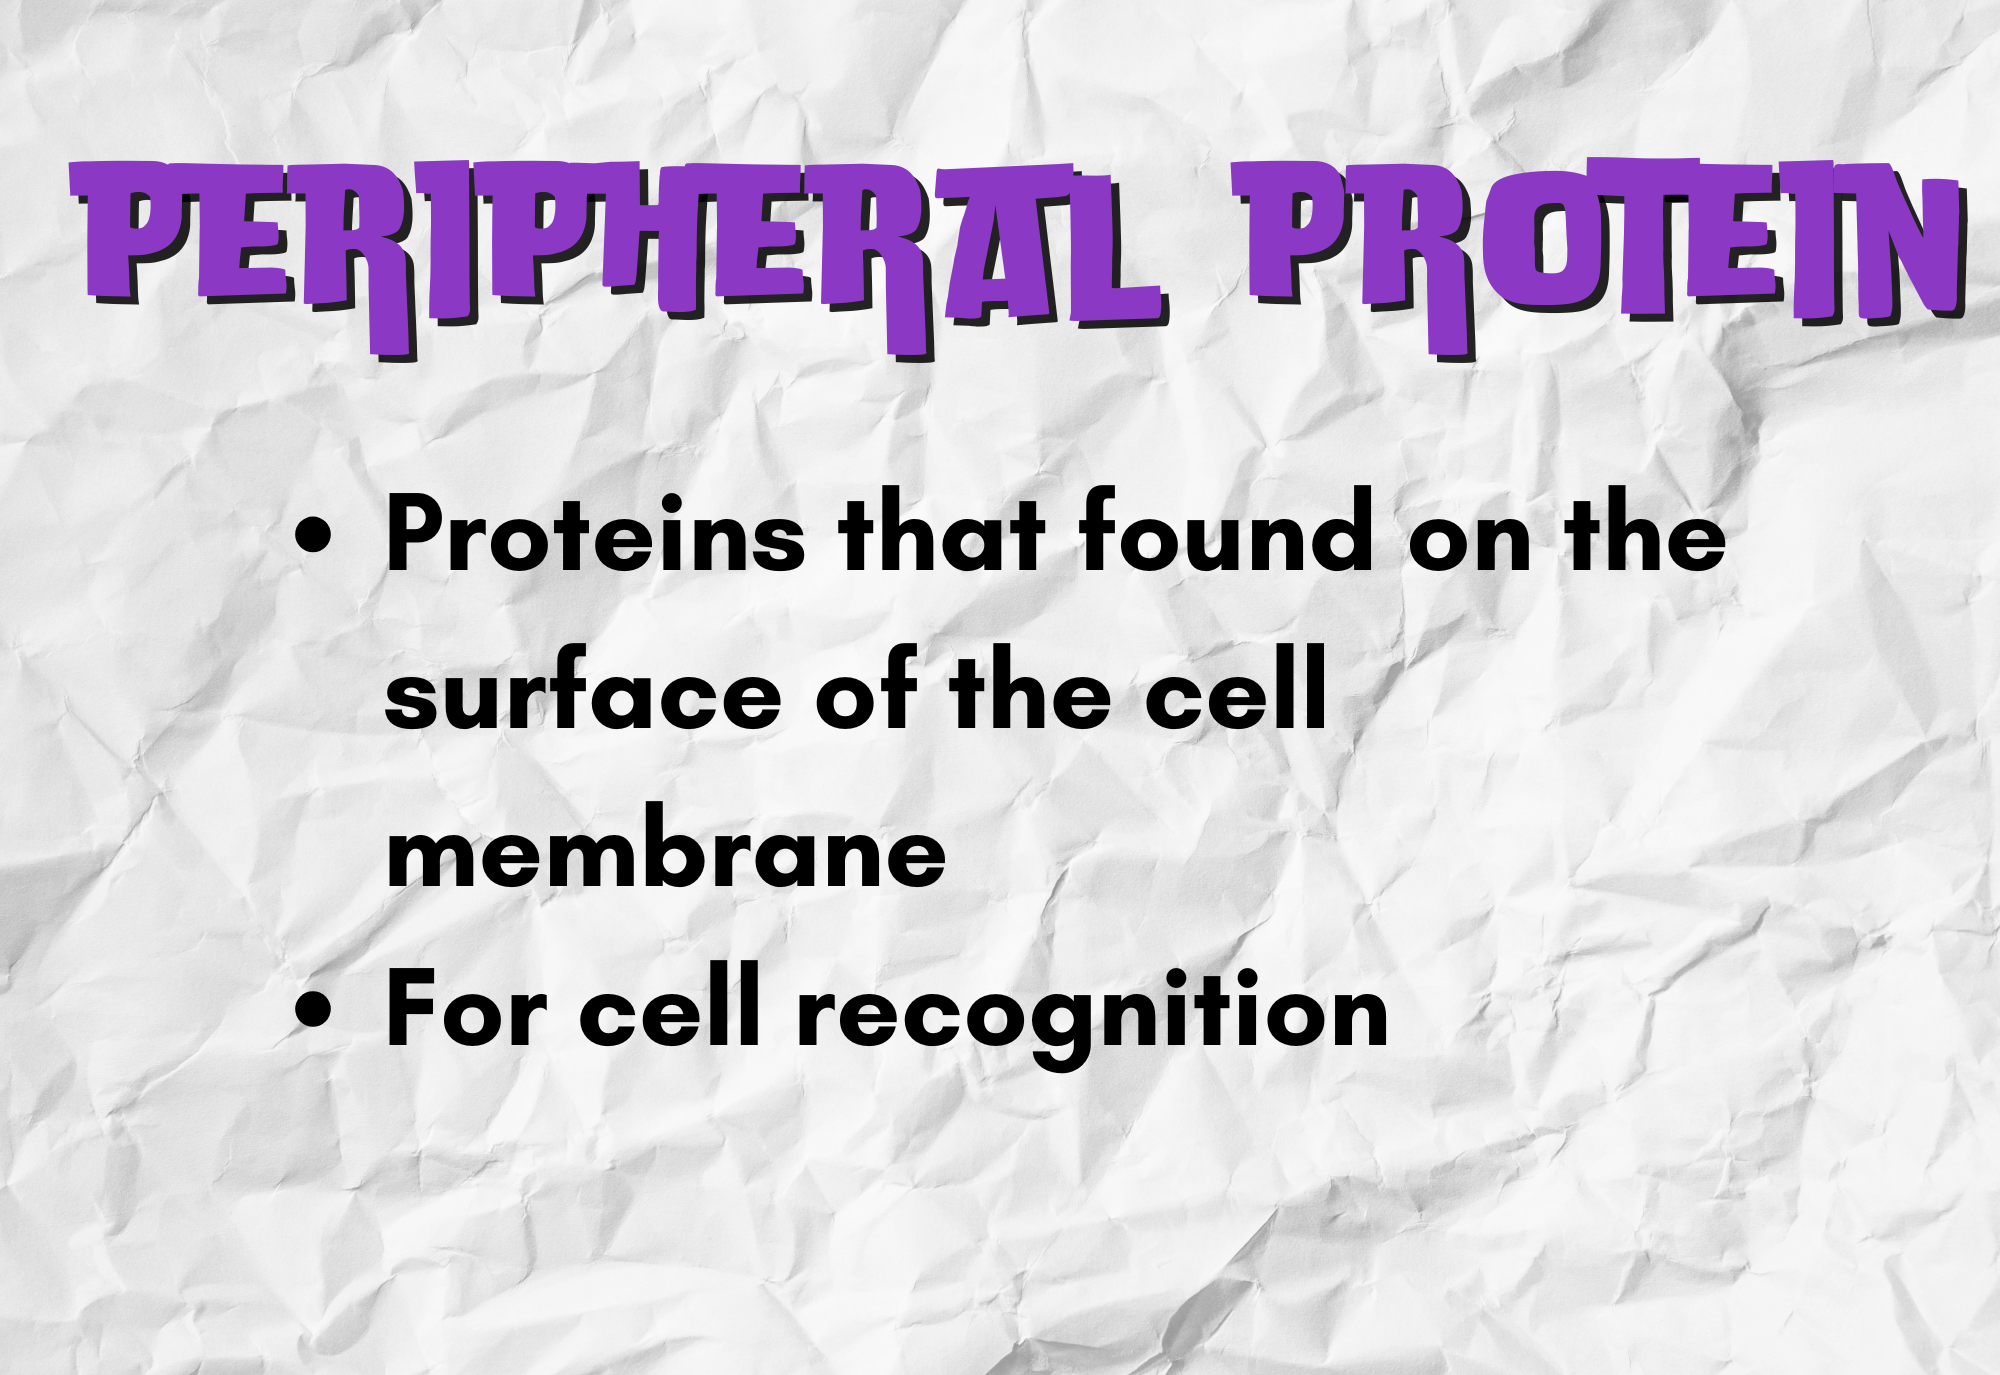 PERIPHERAL PROTEIN
• Proteins that found on the
surface of the cell
membrane
• For cell recognition